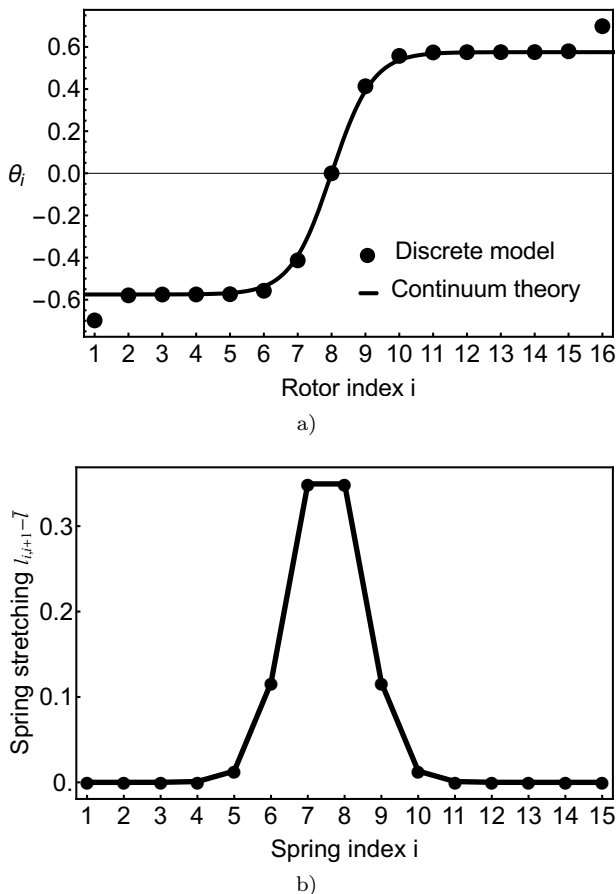 0.6
0.4
0.2
0.0
−0.2
−0.4
−0.6
θi
Discrete model
Continuum theory
1 2 3 4 5 6 7 8 9 10 11 12 13 14 15 16
Rotor index i
a)
0.3
0.2
0.1
0.
Spring stretching l̄i,i+1−l̄
1 2 3 4 5 6 7 8 9 10 11 12 13 14 15
Spring index i
b)